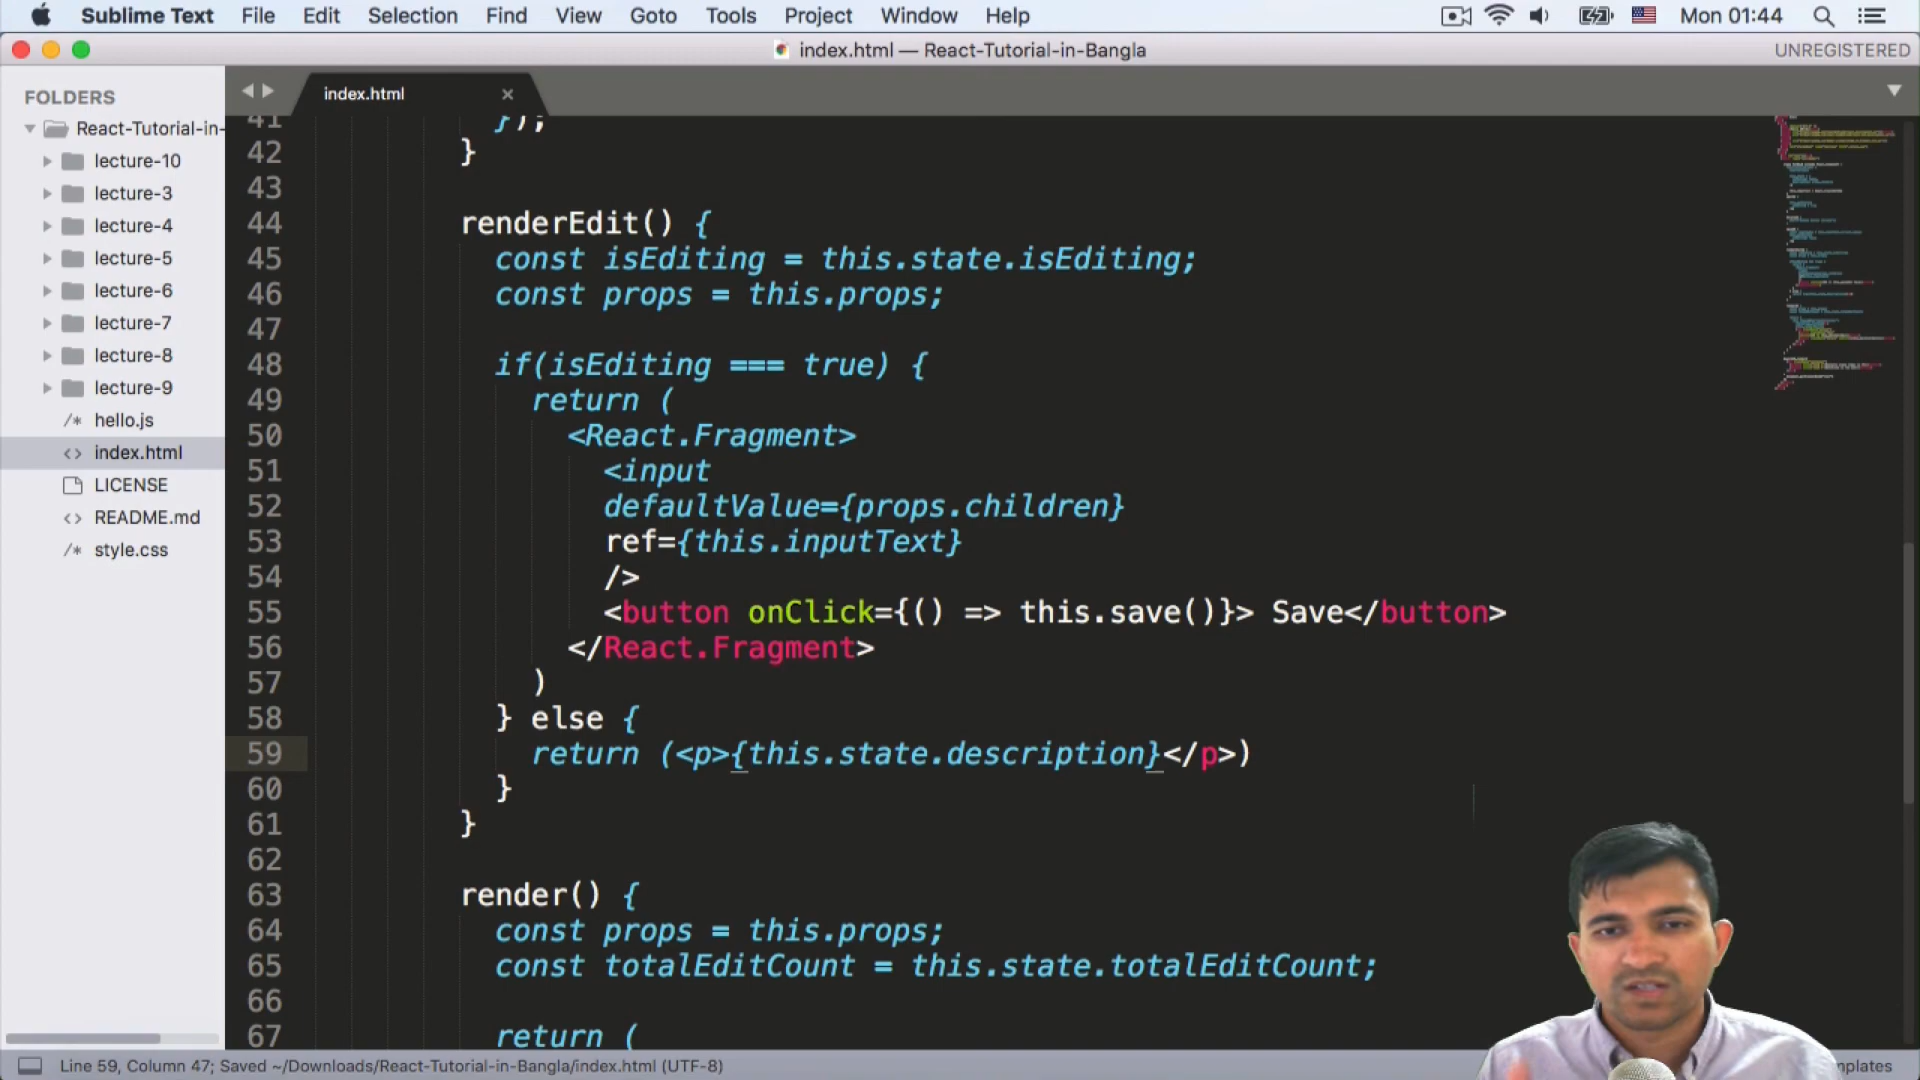 Sublime Text File Edit Selection Find View Goto Tools Project Window Help Mon 01:44
index.html — React-Tutorial-in-Bangla UNREGISTERED
FOLDERS
React-Tutorial-in-
lecture-10
lecture-3
lecture-4
lecture-5
lecture-6
lecture-7
lecture-8
lecture-9
/* hello.js
<> index.html
LICENSE
<> README.md
/* style.css
index.html ×
41 });
42 }
43
44 renderEdit() {
45 const isEditing = this.state.isEditing;
46 const props = this.props;
47
48 if(isEditing === true) {
49 return (
50 <React.Fragment>
51 <input
52 defaultValue={props.children}
53 ref={this.inputText}
54 />
55 <button onClick={() => this.save()}> Save</button>
56 </React.Fragment>
57 )
58 } else {
59 return (<p>{this.state.description}</p>)
60 }
61 }
62
63 render() {
64 const props = this.props;
65 const totalEditCount = this.state.totalEditCount;
66
67 return (
Line 59, Column 47; Saved ~/Downloads/React-Tutorial-in-Bangla/index.html (UTF-8)